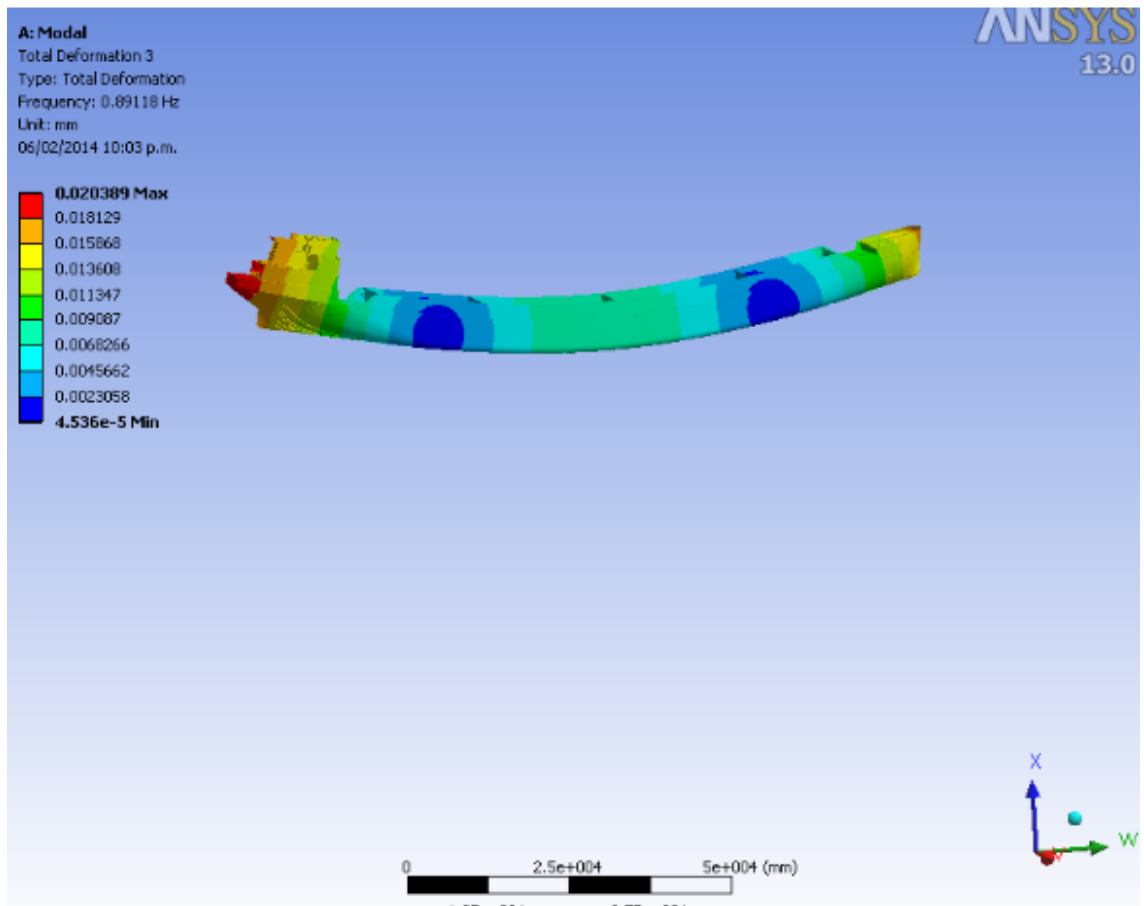 A: Modal
Total Deformation 3
Type: Total Deformation
Frequency: 0.89118 Hz
Unit: mm
06/02/2014 10:03 p.m.
ANSYS
13.0
0.020389 Max
0.018129
0.015868
0.013608
0.011347
0.009087
0.0068266
0.0045662
0.0023058
4.536e-5 Min
X
W
0 2.5e+004 5e+004 (mm)